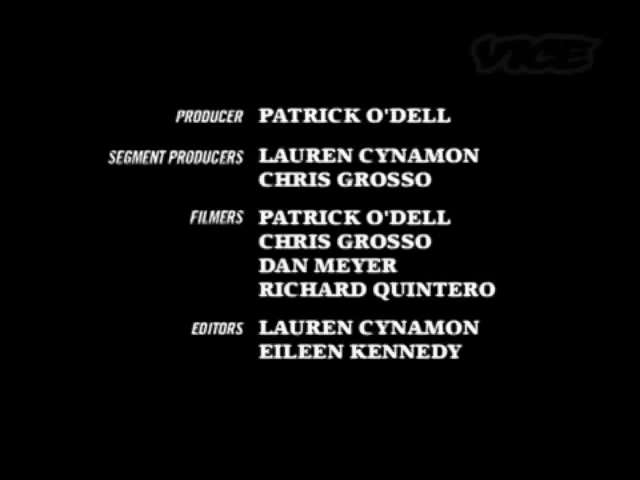 VICE
PRODUCER PATRICK O'DELL
SEGMENT PRODUCERS LAUREN CYNAMON
CHRIS GROSSO
FILMERS PATRICK O'DELL
CHRIS GROSSO
DAN MEYER
RICHARD QUINTERO
EDITORS LAUREN CYNAMON
EILEEN KENNEDY